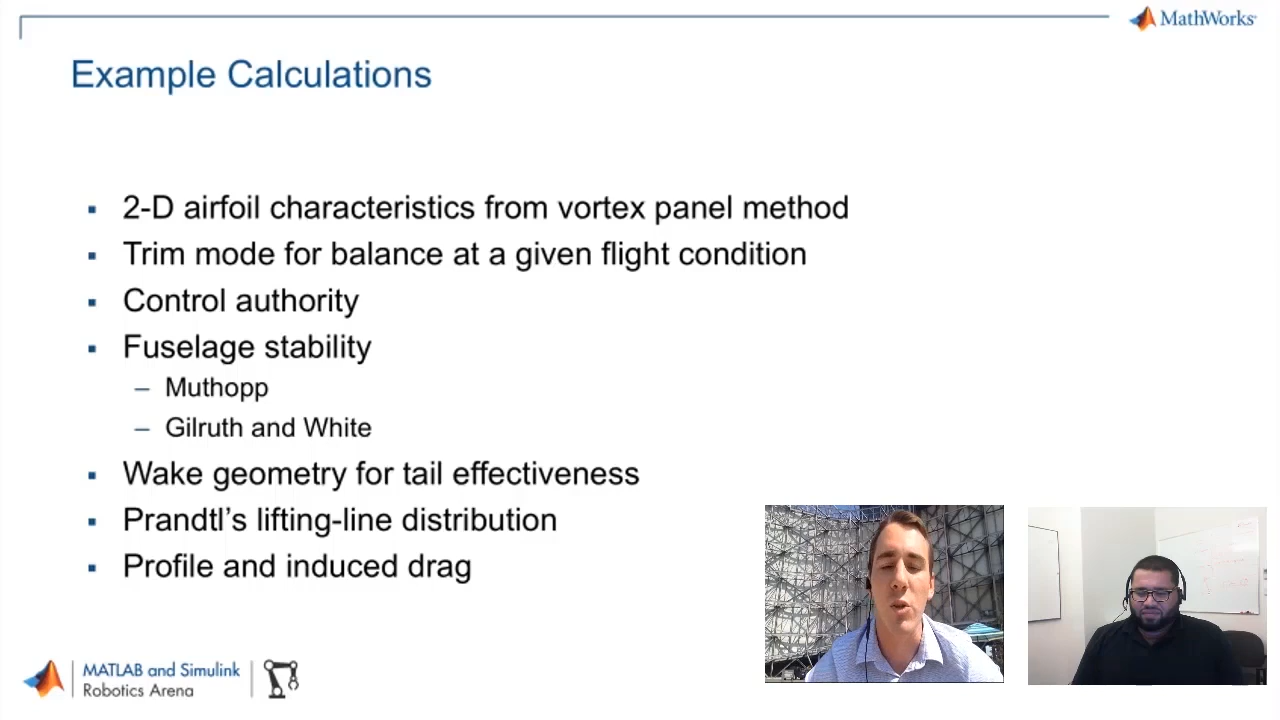 MathWorks
Example Calculations
2-D airfoil characteristics from vortex panel method
Trim mode for balance at a given flight condition
Control authority
Fuselage stability
Muthopp
Gilruth and White
Wake geometry for tail effectiveness
Prandtl’s lifting-line distribution
Profile and induced drag
MATLAB and Simulink
Robotics Arena